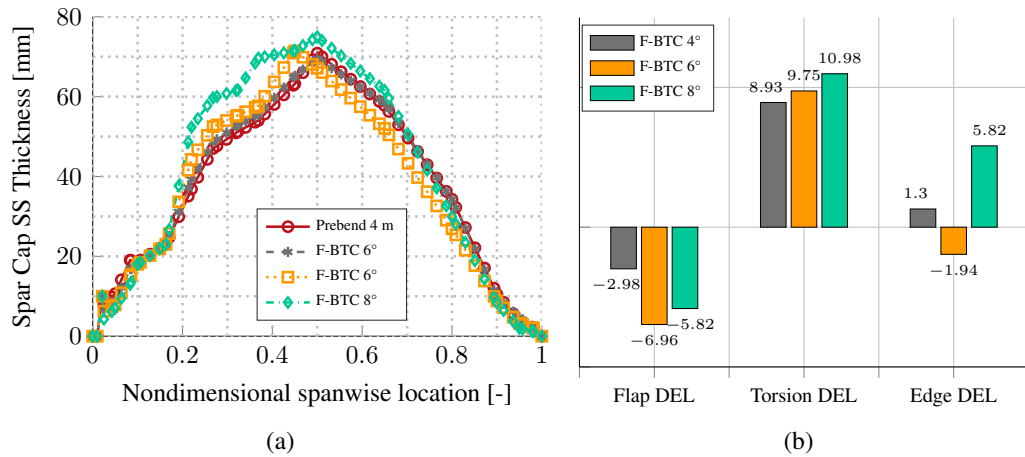 80
60
40
20
0
Spar Cap SS Thickness [mm]
Prebend 4 m
F-BTC 6°
F-BTC 6°
F-BTC 8°
0 0.2 0.4 0.6 0.8 1
Nondimensional spanwise location [-]
(a)
F-BTC 4°
F-BTC 6°
F-BTC 8°
−2.98
−6.96
−5.82
8.93
9.75
10.98
1.3
−1.94
5.82
Flap DEL Torsion DEL Edge DEL
(b)